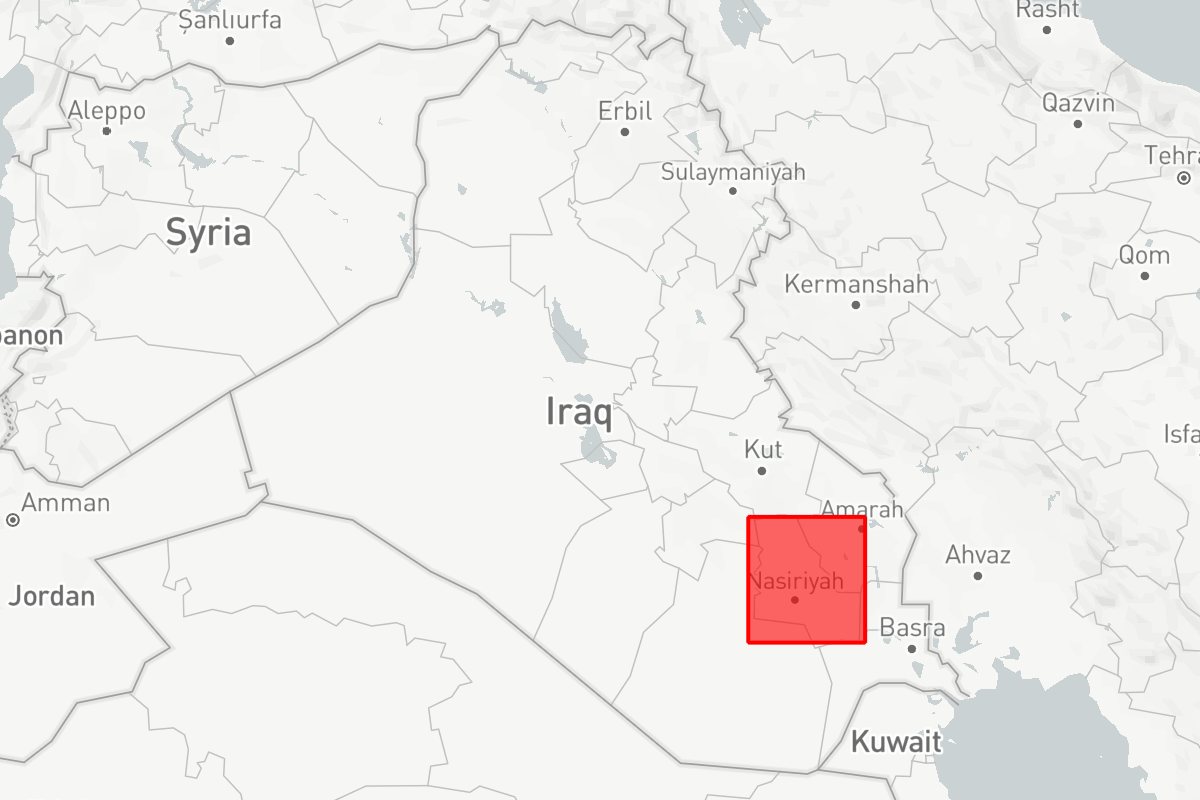 Rasht
Şanlıurfa
Qazvin
Aleppo
Erbil
Tehra
Sulaymaniyah
Syria
Qom
Kermanshah
banon
Iraq
Isfa
Kut
Amman
Amarah
Ahvaz
Nasiriyah
Jordan
Basra
Kuwait